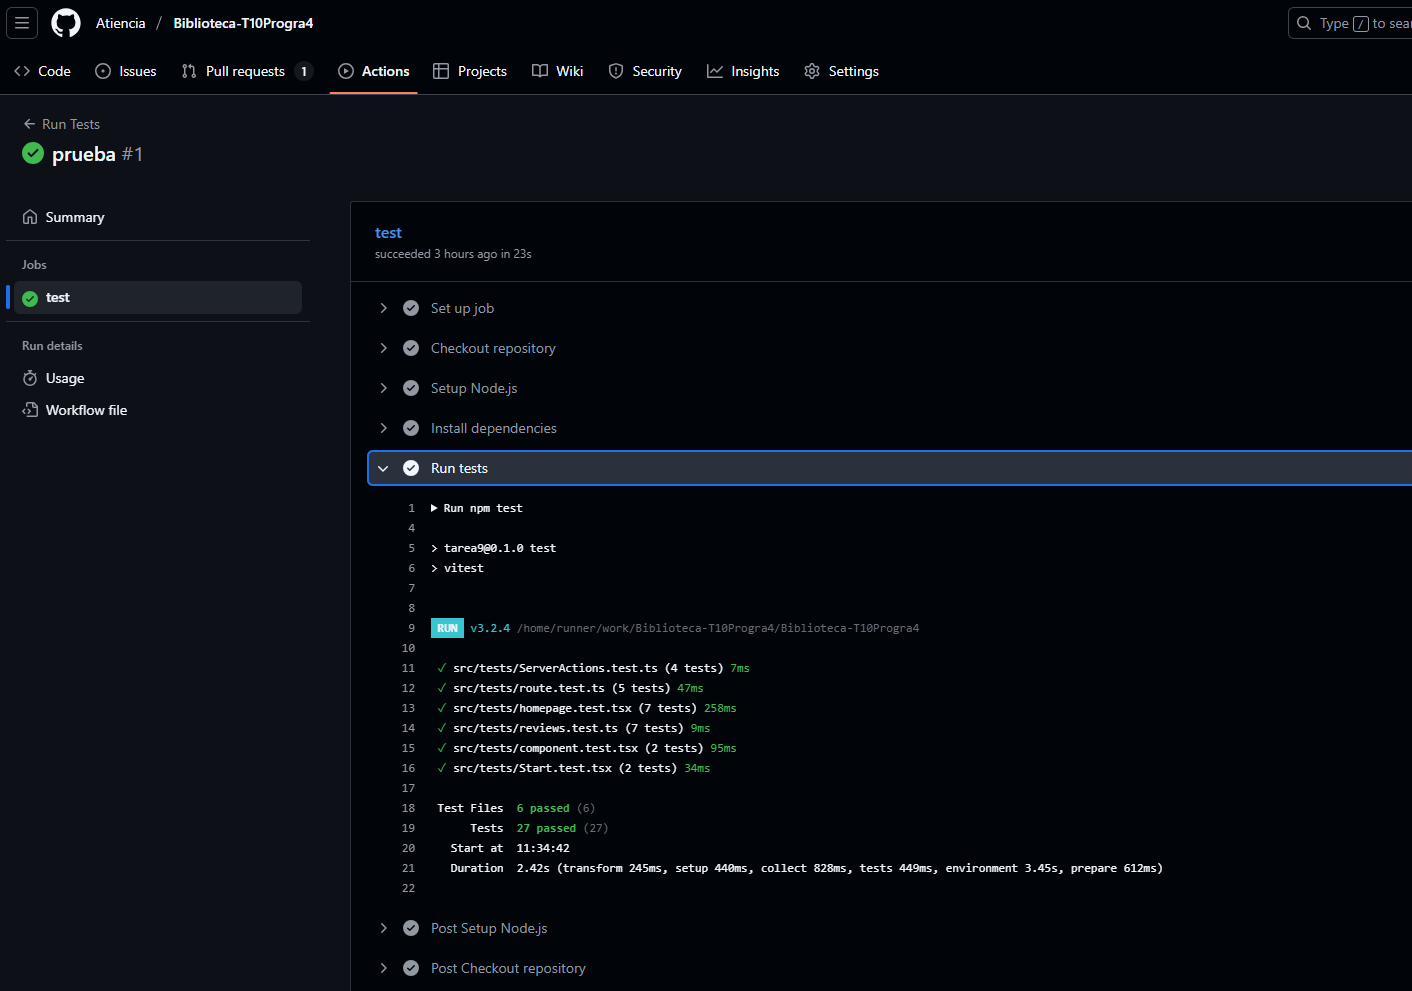 Atiencia / Biblioteca-T10Progra4
Type / to sear
Code Issues Pull requests 1 Actions Projects Wiki Security Insights Settings
Run Tests
prueba #1
Summary
Jobs
test
Run details
Usage
Workflow file
test
succeeded 3 hours ago in 23s
Set up job
Checkout repository
Setup Node.js
Install dependencies
Run tests
1 Run npm test
4
5 > tarea9@0.1.0 test
6 > vitest
7
8
9 RUN v3.2.4 /home/runner/work/Biblioteca-T10Progra4/Biblioteca-T10Progra4
10
11 ✓ src/tests/ServerActions.test.ts (4 tests) 7ms
12 ✓ src/tests/route.test.ts (5 tests) 47ms
13 ✓ src/tests/homepage.test.tsx (7 tests) 258ms
14 ✓ src/tests/reviews.test.ts (7 tests) 9ms
15 ✓ src/tests/component.test.tsx (2 tests) 95ms
16 ✓ src/tests/Start.test.tsx (2 tests) 34ms
17
18 Test Files 6 passed (6)
19 Tests 27 passed (27)
20 Start at 11:34:42
21 Duration 2.42s (transform 245ms, setup 440ms, collect 828ms, tests 449ms, environment 3.45s, prepare 612ms)
22
Post Setup Node.js
Post Checkout repository